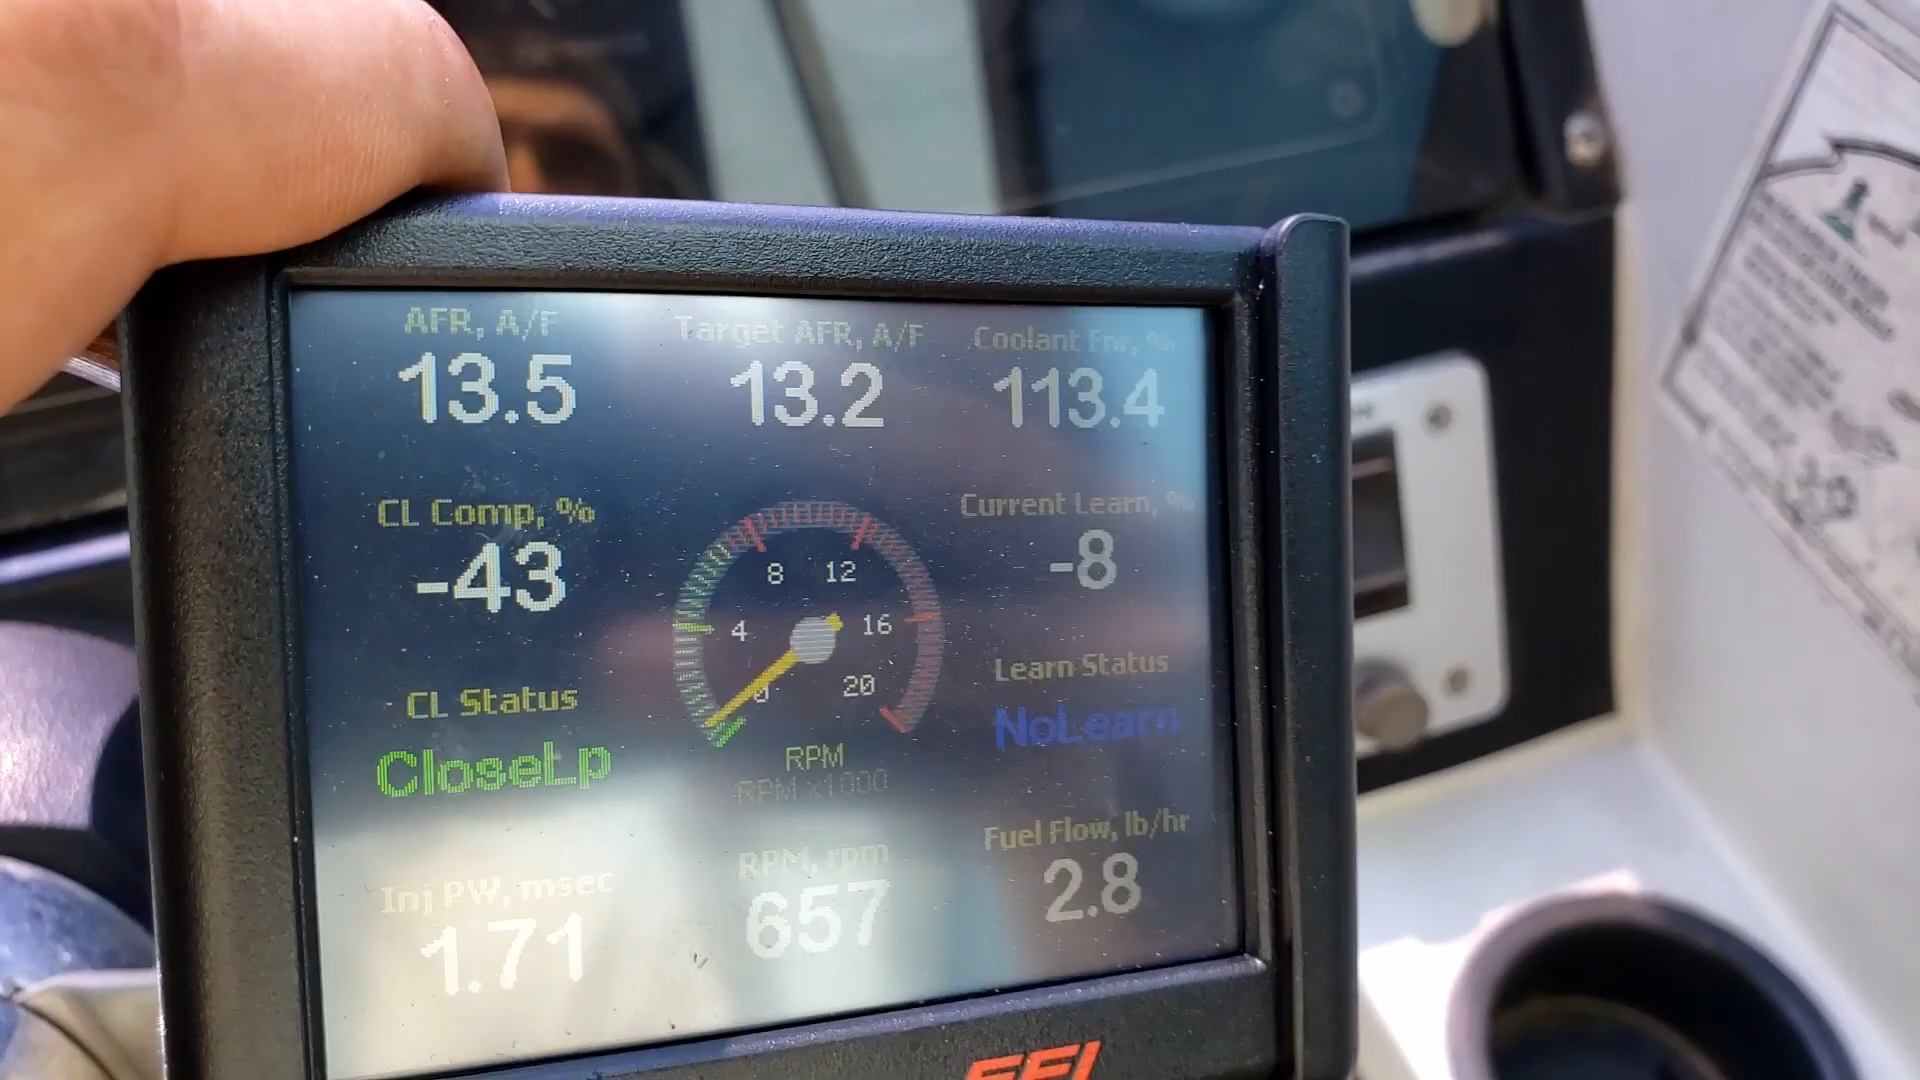 AFR, A/F
13.5
Target AFR, A/F
13.2
Coolant Enr, %
113.4
CL Comp, %
-43
Current Learn, %
-8
8 12
4 16
0 20
CL Status
CloseLp
Learn Status
NoLearn
RPM
RPM x1000
Inj PW, msec
1.71
RPM, rpm
657
Fuel Flow, lb/hr
2.8
EFI